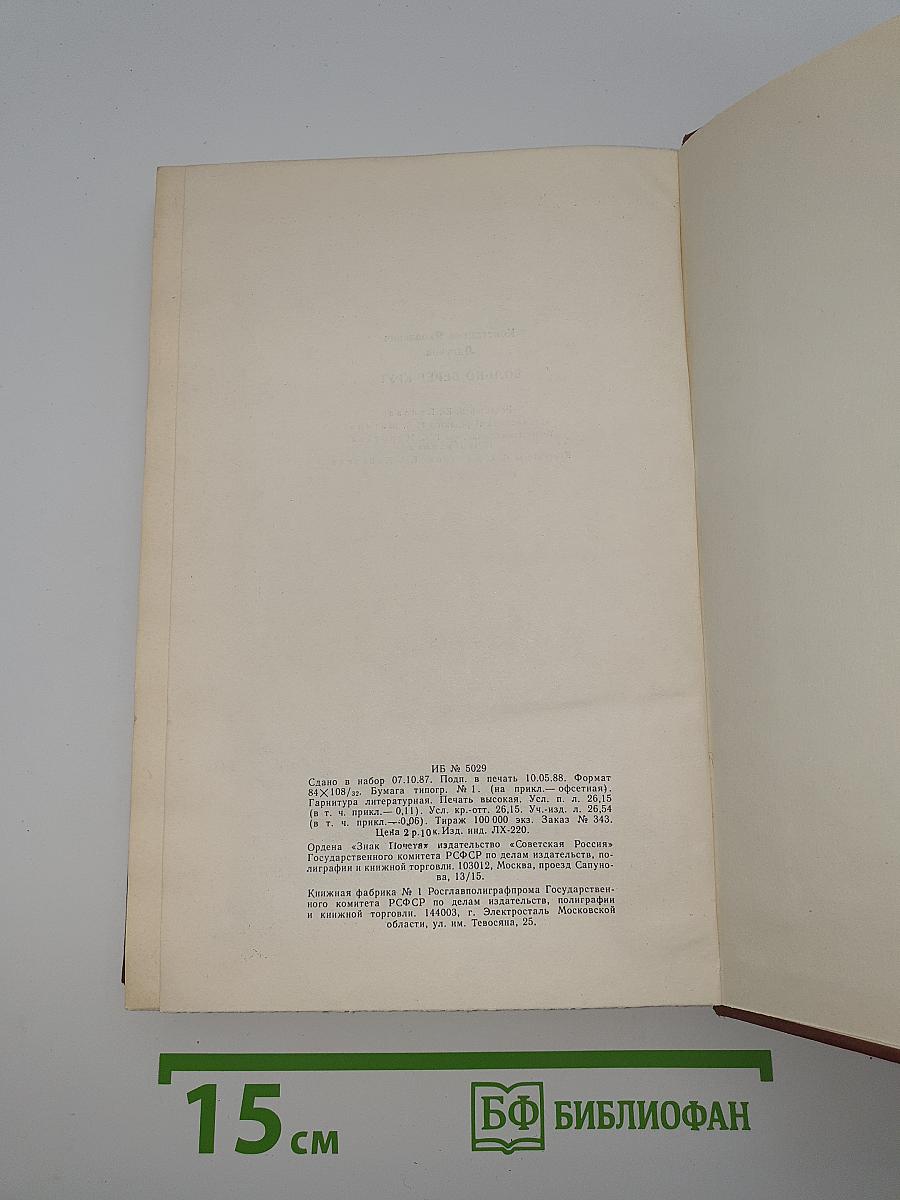 ИБ № 5029
Сдано в набор 07.10.87. Подп. в печать 10.05.88. Формат
84×108/32. Бумага типогр. № 1. (на прикл.— офсетная).
Гарнитура литературная. Печать высокая. Усл. п. л. 26,15
(в т. ч. прикл.— 0,11). Усл. кр.-отт. 26,15. Уч.-изд. л. 26,54
(в т. ч. прикл.— 0,06). Тираж 100 000 экз. Заказ № 343.
Цена 2 р. 10 к. Изд. инд. ЛХ-220.
Ордена «Знак Почета» издательство «Советская Россия»
Государственного комитета РСФСР по делам издательств, по-
лиграфии и книжной торговли. 103012, Москва, проезд Сапуно-
ва, 13/15.
Книжная фабрика № 1 Росглавполиграфпрома Государствен-
ного комитета РСФСР по делам издательств, полиграфии
и книжной торговли. 144003, г. Электросталь Московской
области, ул. им. Тевосяна, 25.
15 см
БФ БИБЛИОФАН